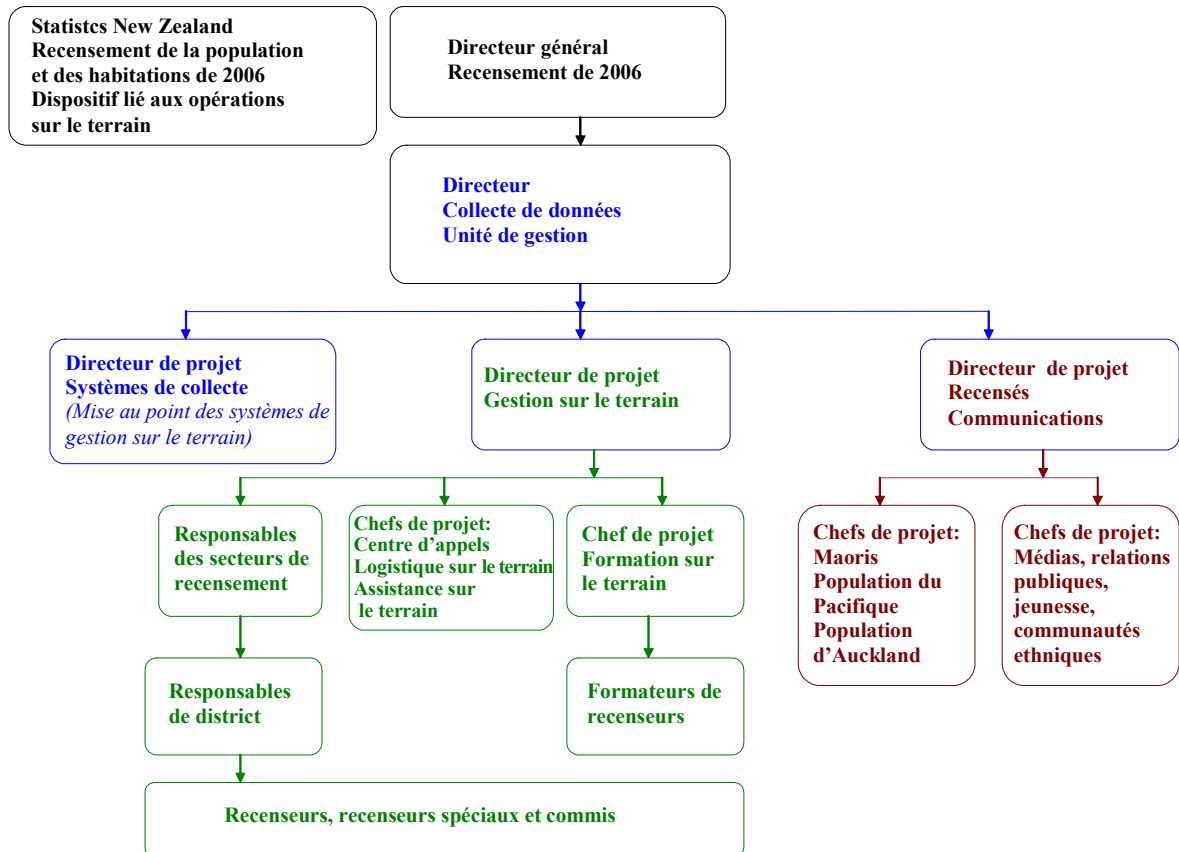 Statistcs New Zealand
Recensement de la population
et des habitations de 2006
Dispositif lié aux opérations
sur le terrain
Directeur général
Recensement de 2006
Directeur
Collecte de données
Unité de gestion
Directeur de projet
Systèmes de collecte
(Mise au point des systèmes de
gestion sur le terrain)
Directeur de projet
Gestion sur le terrain
Directeur de projet
Recensés
Communications
Responsables
des secteurs de
recensement
Chefs de projet:
Centre d’appels
Logistique sur le terrain
Assistance sur
le terrain
Chef de projet
Formation sur
le terrain
Chefs de projet:
Maoris
Population du
Pacifique
Population
d’Auckland
Chefs de projet:
Médias, relations
publiques,
jeunesse,
communautés
ethniques
Responsables
de district
Formateurs de
recenseurs
Recenseurs, recenseurs spéciaux et commis